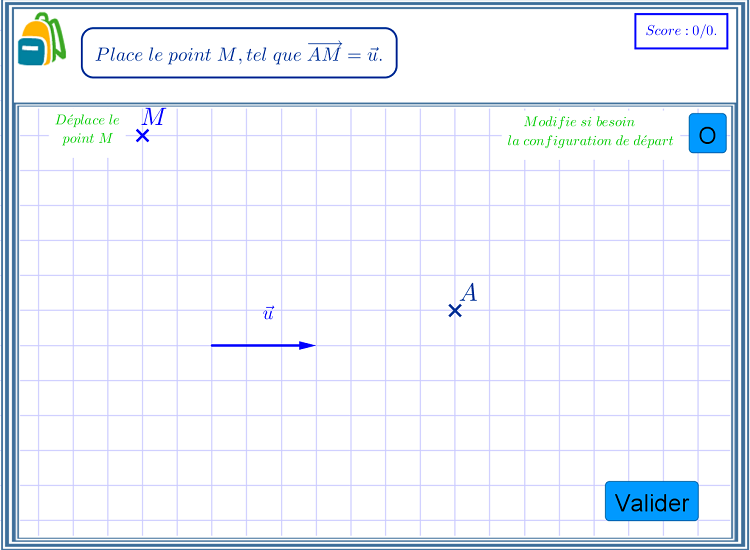 Place le point M, tel que $\overrightarrow{AM} = \vec{u}$.
Score : 0/0.
Déplace le
point M
M
Modifie si besoin
la configuration de départ
O
A
$\vec{u}$
Valider